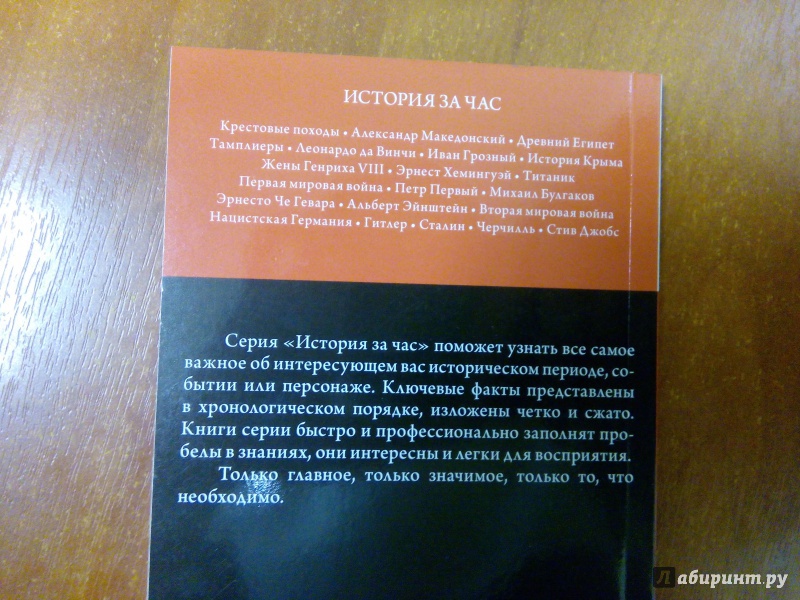 ИСТОРИЯ ЗА ЧАС
Крестовые походы • Александр Македонский • Древний Египет
Тамплиеры • Леонардо да Винчи • Иван Грозный • История Крыма
Жены Генриха VIII • Эрнест Хемингуэй • Титаник
Первая мировая война • Петр Первый • Михаил Булгаков
Эрнесто Че Гевара • Альберт Эйнштейн • Вторая мировая война
Нацистская Германия • Гитлер • Сталин • Черчилль • Стив Джобс
Серия «История за час» поможет узнать все самое
важное об интересующем вас историческом периоде, со-
бытии или персонаже. Ключевые факты представлены
в хронологическом порядке, изложены четко и сжато.
Книги серии быстро и профессионально заполнят про-
белы в знаниях, они интересны и легки для восприятия.
Только главное, только значимое, только то, что
необходимо.
Лабиринт.ру